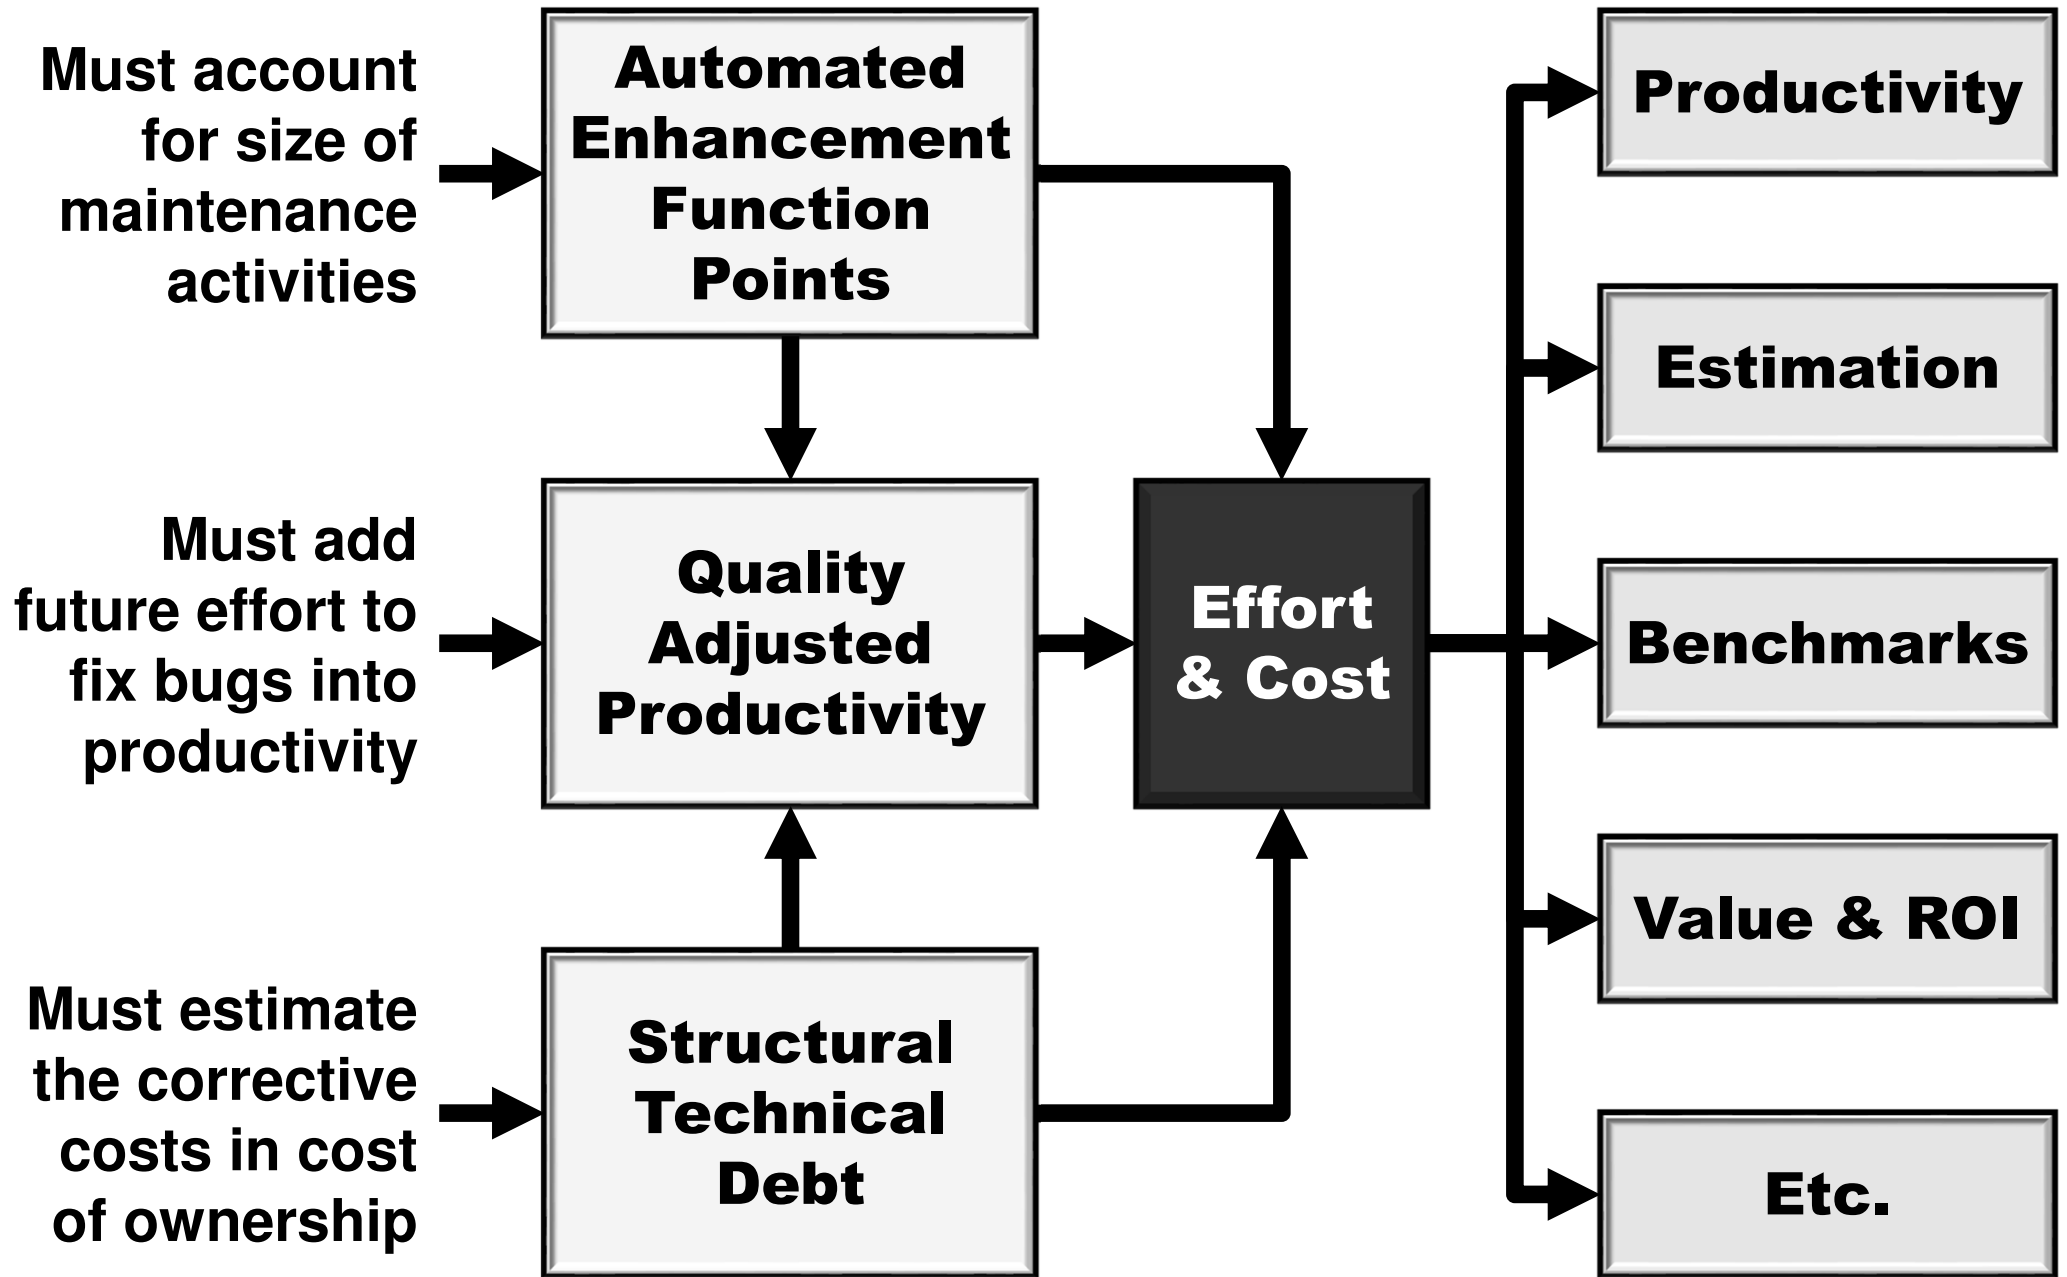 Must account
for size of
maintenance
activities
Automated
Enhancement
Function
Points
Must add
future effort to
fix bugs into
productivity
Quality
Adjusted
Productivity
Must estimate
the corrective
costs in cost
of ownership
Structural
Technical
Debt
Effort
& Cost
Productivity
Estimation
Benchmarks
Value & ROI
Etc.